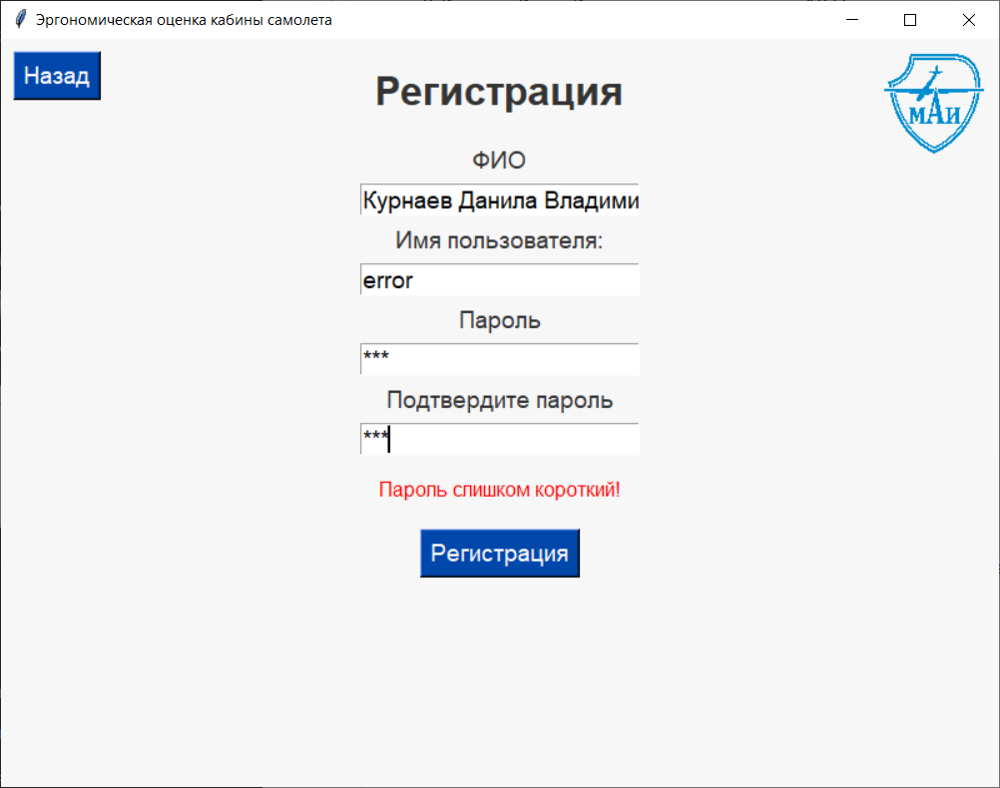 Эргономическая оценка кабины самолета
Назад
Регистрация
МАИ
ФИО
Курнаев Данила Владими
Имя пользователя:
error
Пароль
***
Подтвердите пароль
***
Пароль слишком короткий!
Регистрация